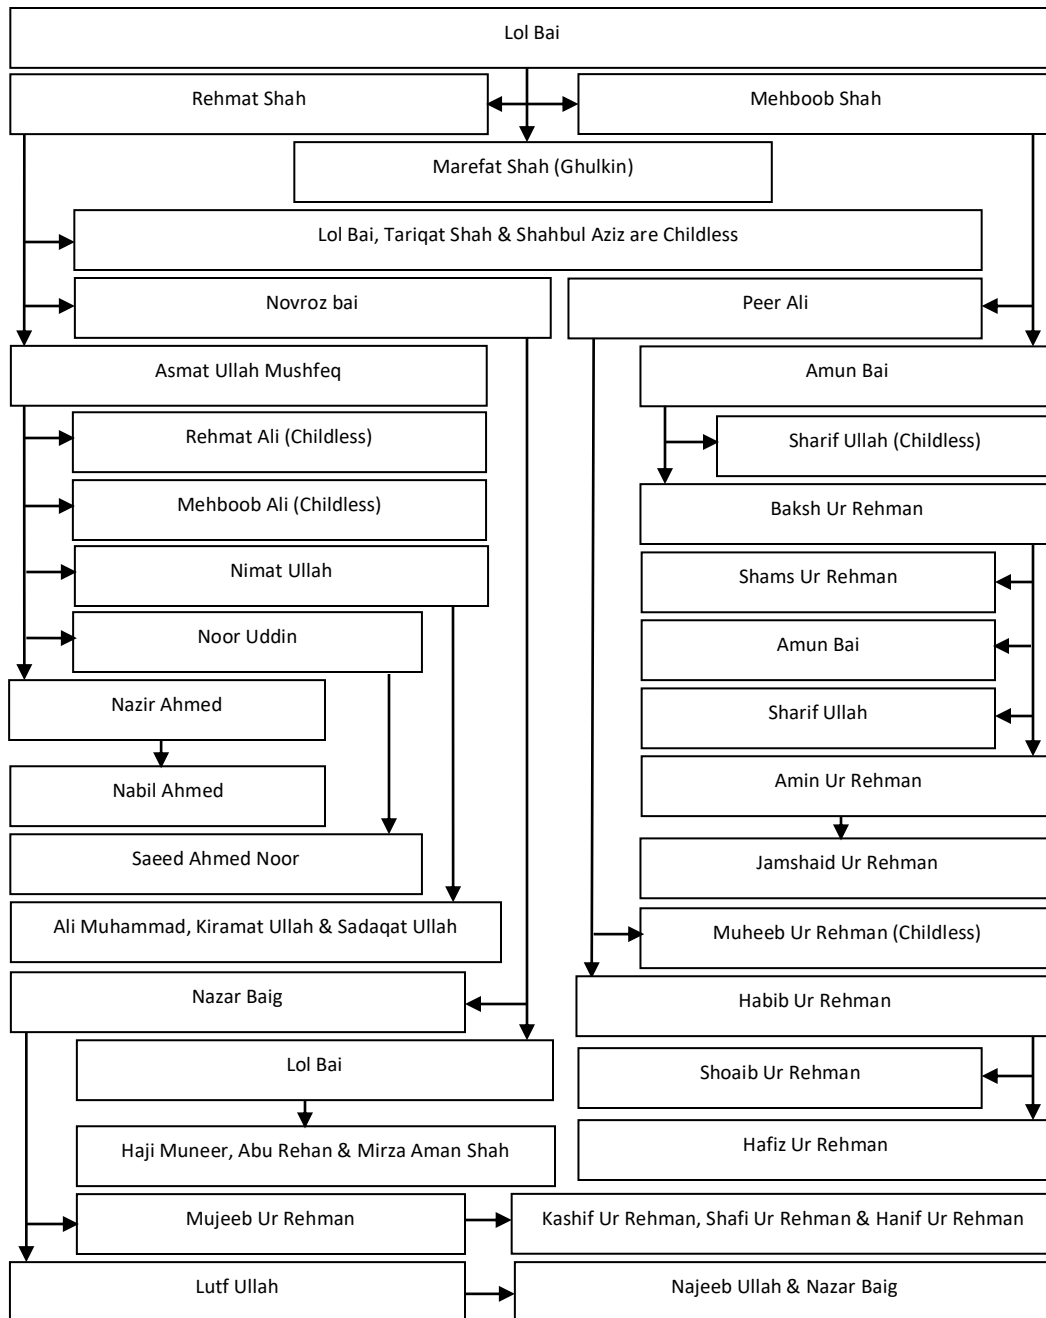 Lol Bai
Rehmat Shah
Mehboob Shah
Marefat Shah (Ghulkin)
Lol Bai, Tariqat Shah & Shahbul Aziz are Childless
Novroz bai
Peer Ali
Asmat Ullah Mushfeq
Amun Bai
Rehmat Ali (Childless)
Sharif Ullah (Childless)
Mehboob Ali (Childless)
Baksh Ur Rehman
Nimat Ullah
Shams Ur Rehman
Noor Uddin
Amun Bai
Nazir Ahmed
Sharif Ullah
Nabil Ahmed
Amin Ur Rehman
Saeed Ahmed Noor
Jamshaid Ur Rehman
Ali Muhammad, Kiramat Ullah & Sadaqat Ullah
Muheeb Ur Rehman (Childless)
Nazar Baig
Habib Ur Rehman
Lol Bai
Shoaib Ur Rehman
Haji Muneer, Abu Rehan & Mirza Aman Shah
Hafiz Ur Rehman
Mujeeb Ur Rehman
Kashif Ur Rehman, Shafi Ur Rehman & Hanif Ur Rehman
Lutf Ullah
Najeeb Ullah & Nazar Baig